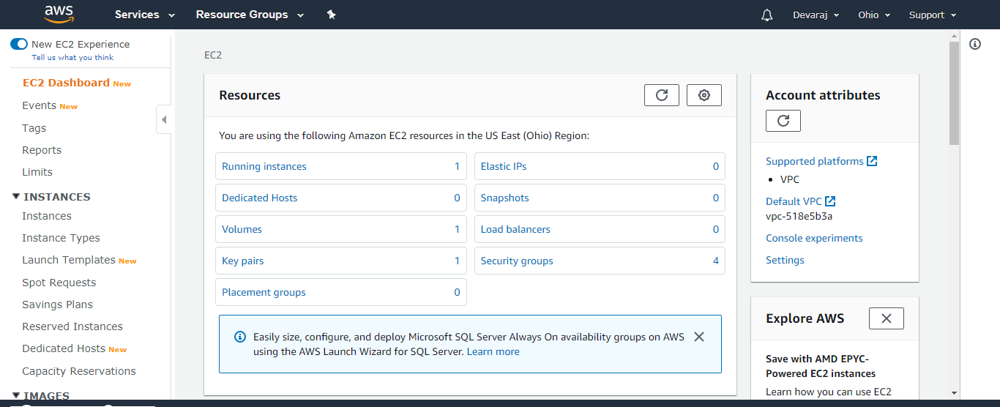 aws Services Resource Groups Devaraj Ohio Support
New EC2 Experience
Tell us what you think
EC2 Dashboard New
Events New
Tags
Reports
Limits
INSTANCES
Instances
Instance Types
Launch Templates New
Spot Requests
Savings Plans
Reserved Instances
Dedicated Hosts New
Capacity Reservations
IMAGES
EC2
Resources
You are using the following Amazon EC2 resources in the US East (Ohio) Region:
Running instances 1 Elastic IPs 0
Dedicated Hosts 0 Snapshots 0
Volumes 1 Load balancers 0
Key pairs 1 Security groups 4
Placement groups 0
Easily size, configure, and deploy Microsoft SQL Server Always On availability groups on AWS
using the AWS Launch Wizard for SQL Server. Learn more
Account attributes
Supported platforms
• VPC
Default VPC
vpc-518e5b3a
Console experiments
Settings
Explore AWS
Save with AMD EPYC-
Powered EC2 instances
Learn how you can use EC2